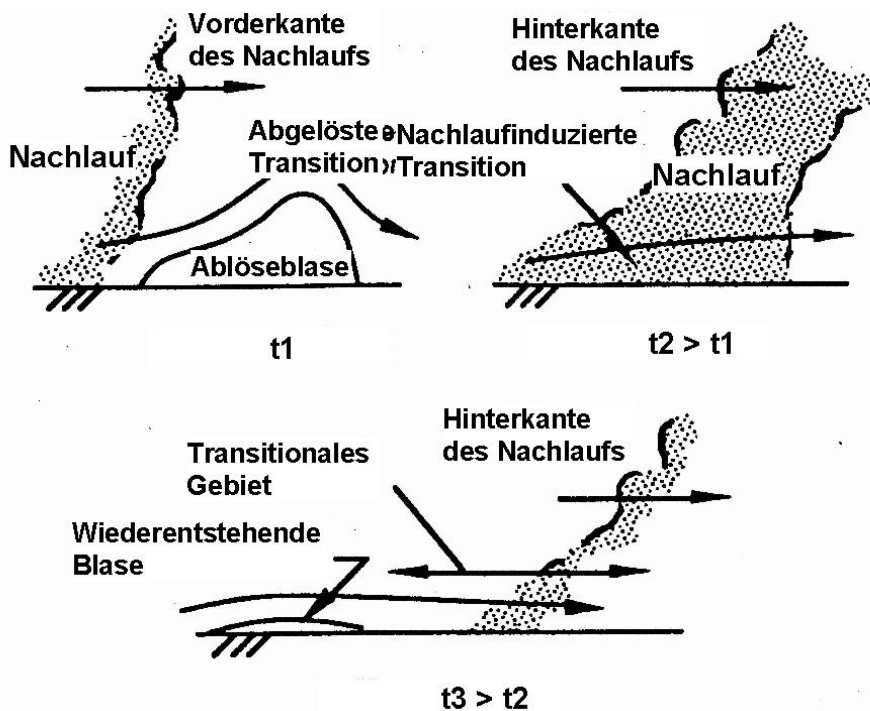 Vorderkante
des Nachlaufs
Nachlauf
Abgelöste
Transition
Ablöseblase
t1
Hinterkante
des Nachlaufs
Nachlaufinduzierte
Transition
Nachlauf
t2 > t1
Transitionales
Gebiet
Wiederentstehende
Blase
Hinterkante
des Nachlaufs
t3 > t2